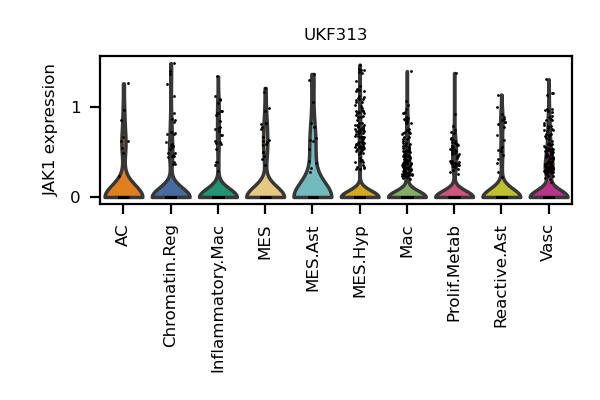 UKF313
JAK1 expression
1
0
AC
Chromatin.Reg
Inflammatory.Mac
MES
MES.Ast
MES.Hyp
Mac
Prolif.Metab
Reactive.Ast
Vasc